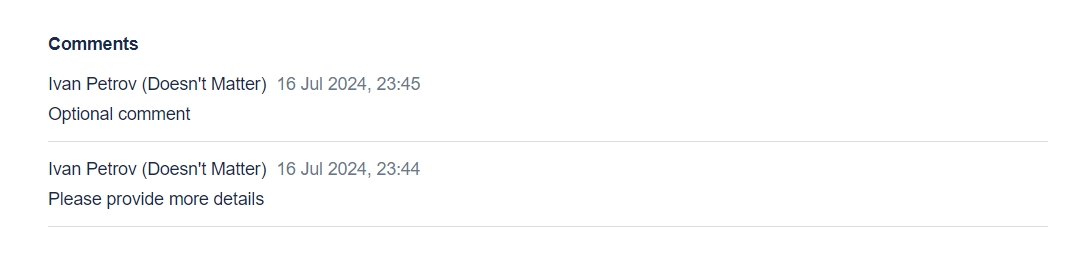 Comments
Ivan Petrov (Doesn't Matter) 16 Jul 2024, 23:45
Optional comment
Ivan Petrov (Doesn't Matter) 16 Jul 2024, 23:44
Please provide more details